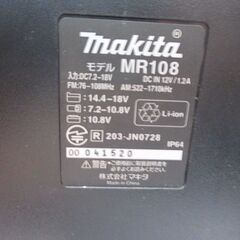 makita
モデル MR108
入力:DC7.2-18V DC IN 12V/1.2A
FM:76-108MHz AM:522-1710kHz
14.4-18V
7.2-10.8V
10.8V
Li-ion
R 203-JN0728
00 041520
IP64
株式会社マキタ
Made in China